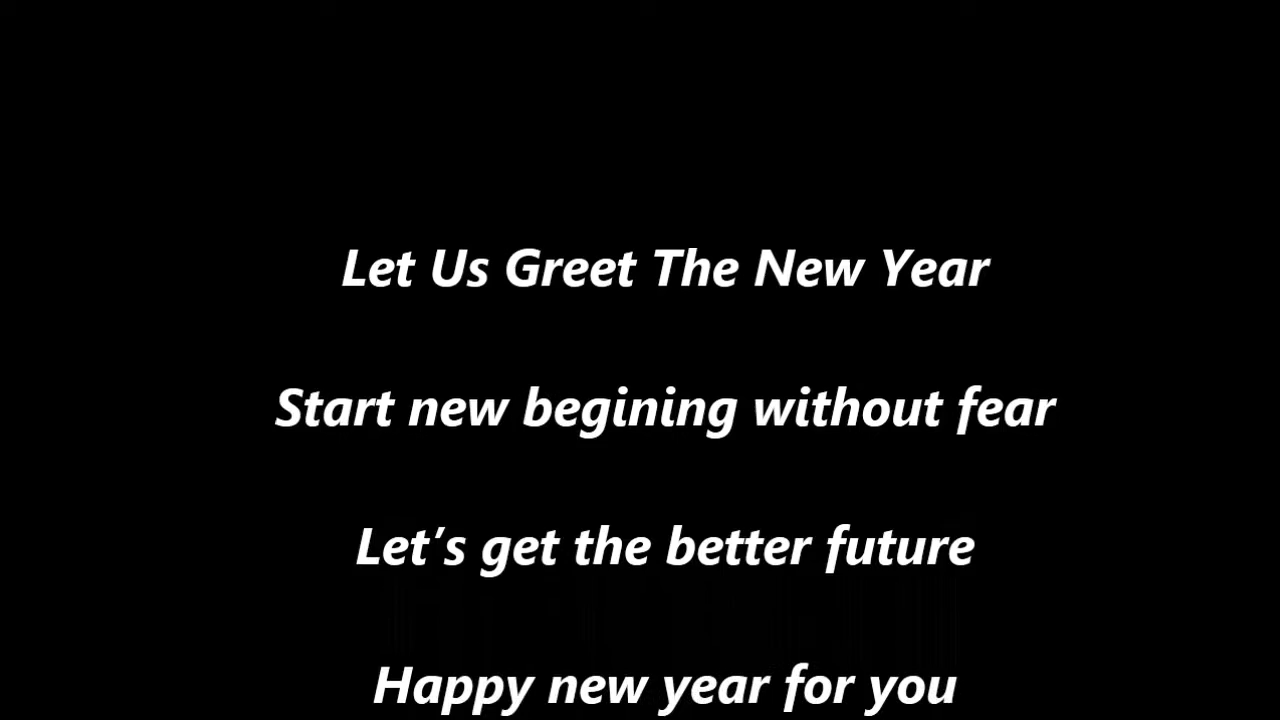 Let Us Greet The New Year
Start new begining without fear
Let’s get the better future
Happy new year for you